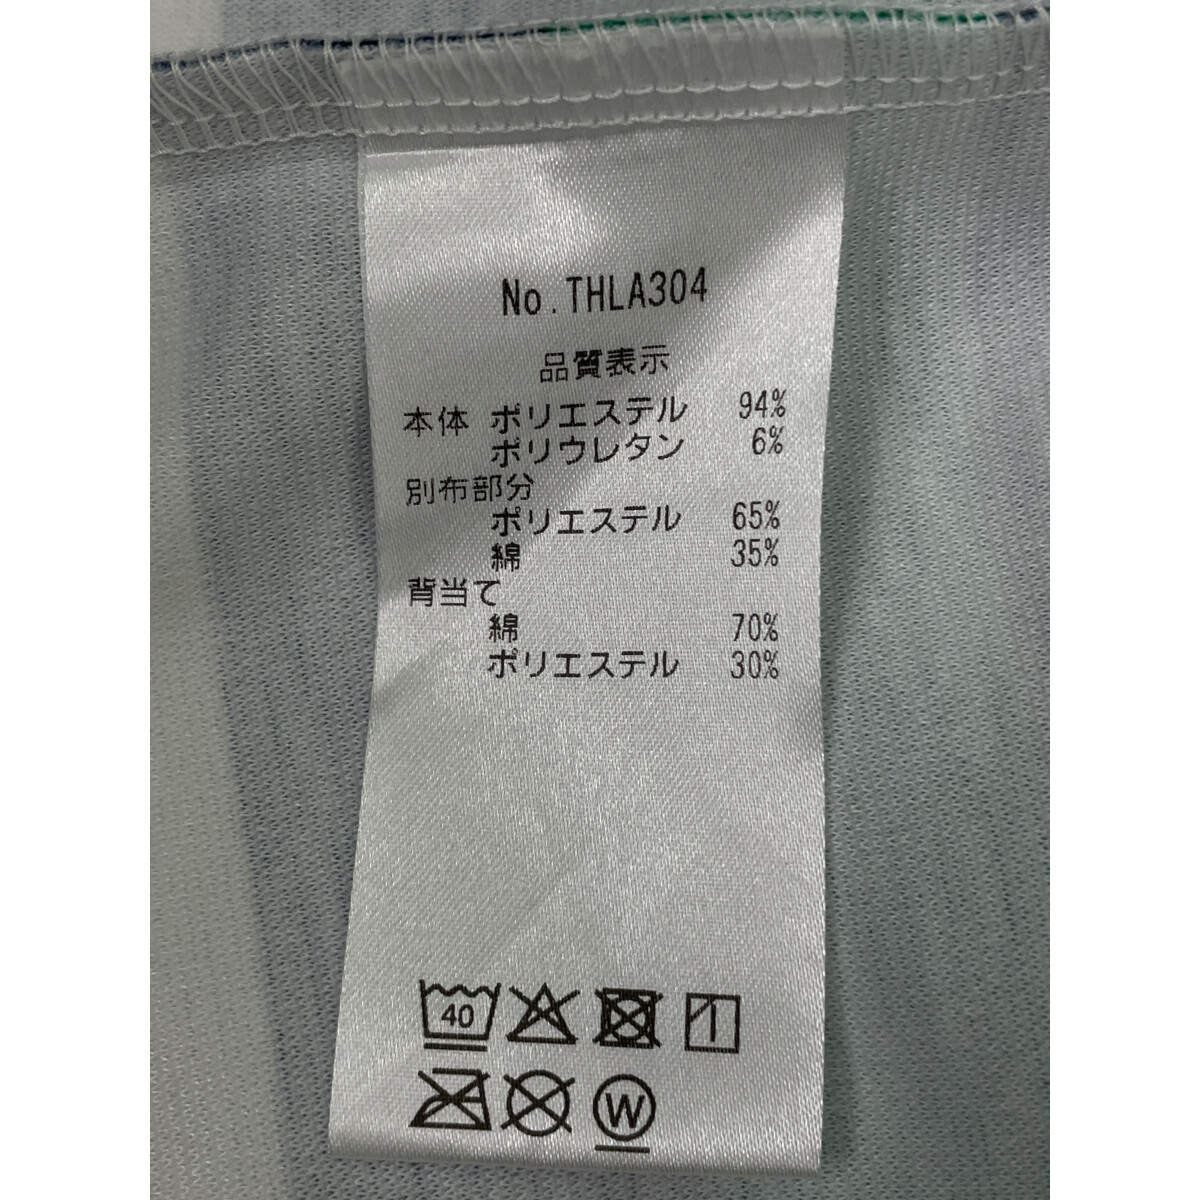 No.THLA304
品質表示
本体 ポリエステル 94%
ポリウレタン 6%
別布部分
ポリエステル 65%
綿 35%
背当て
綿 70%
ポリエステル 30%
40
W